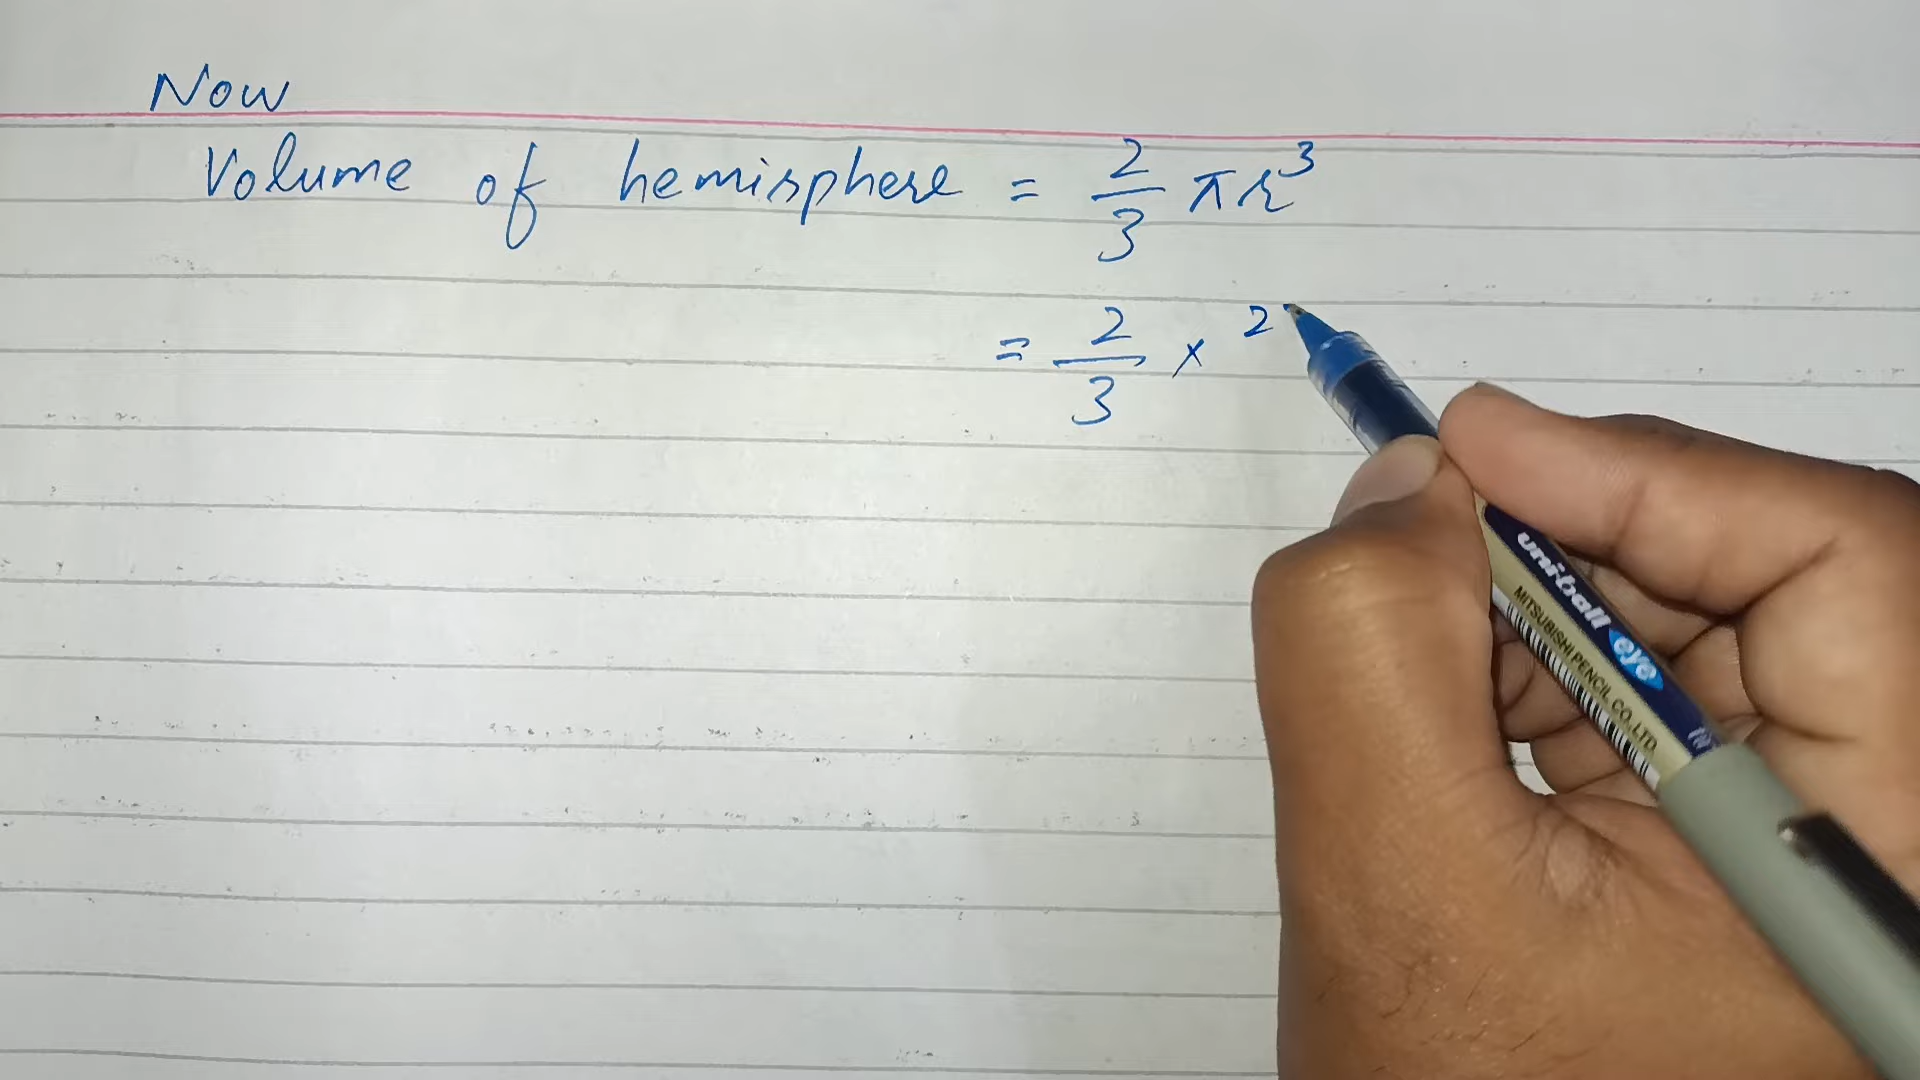 Now
Volume of hemisphere = 2/3 πr³
= 2/3 × 2
uniball eye
MITSUBISHI PENCIL CO.,LTD.